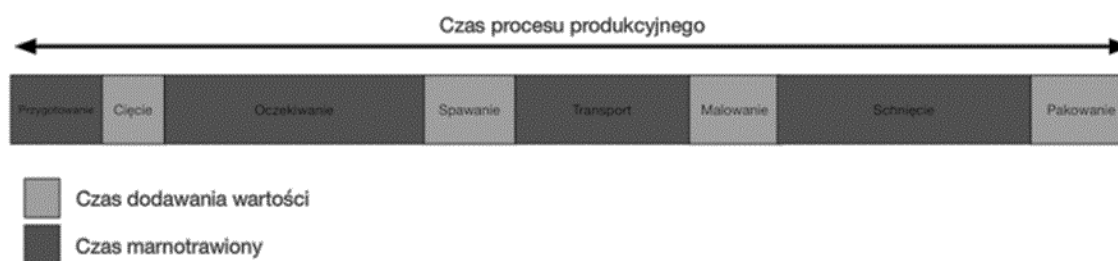 Czas procesu produkcyjnego
Przygotowanie Cięcie Oczekiwanie Spawanie Transport Malowanie Schnięcie Pakowanie
Czas dodawania wartości
Czas marnotrawiony